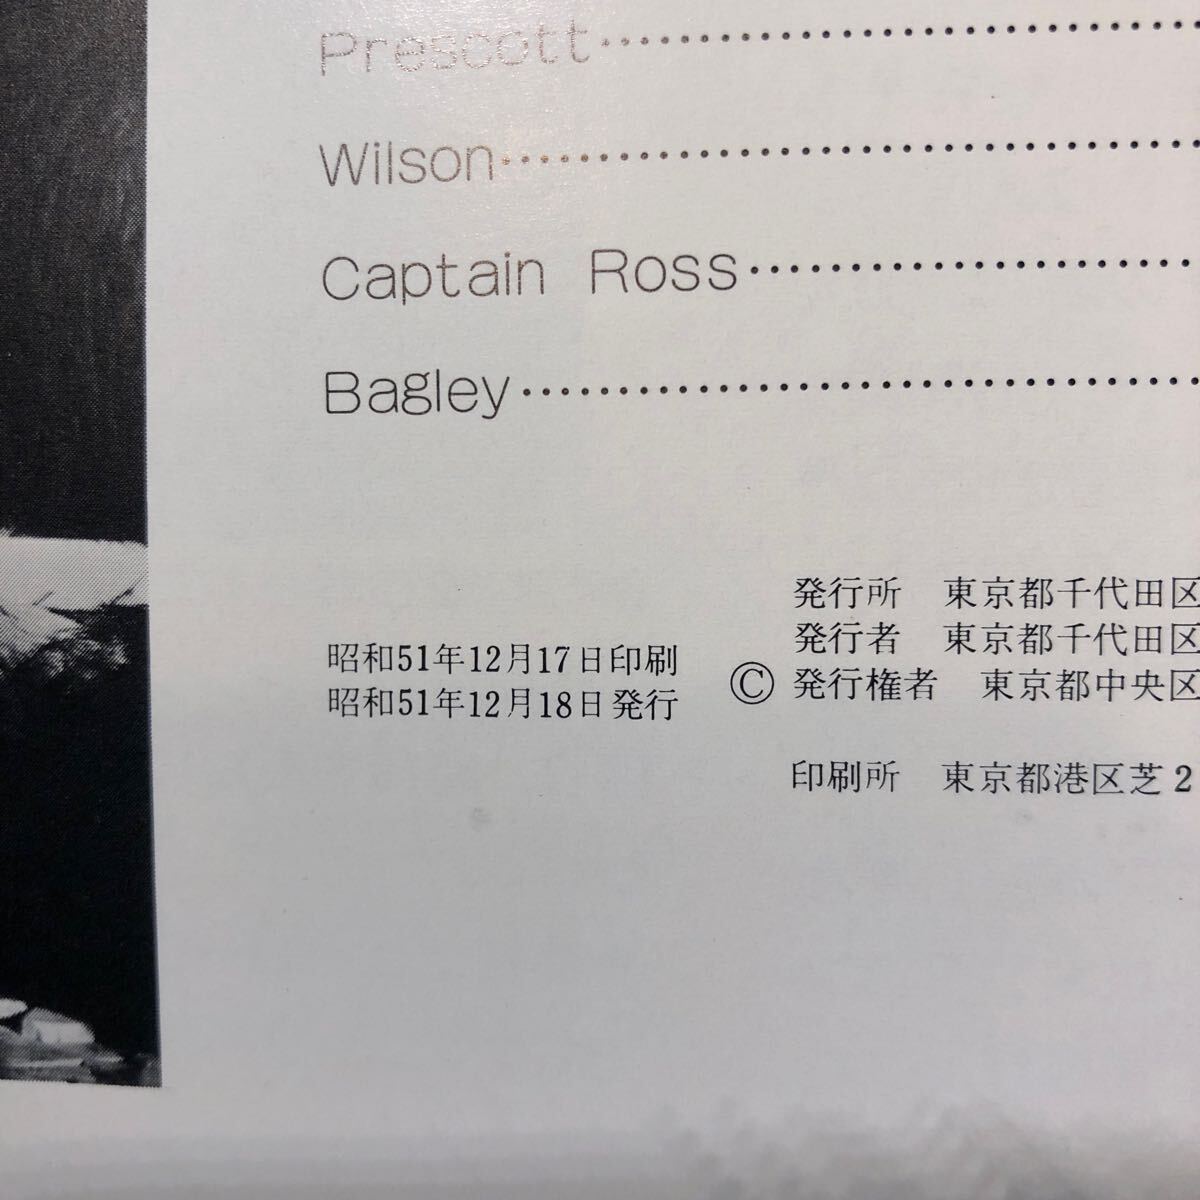 Prescott……………………………
Wilson……………………………
Captain Ross……………………………
Bagley……………………………
発行所　東京都千代田区
発行者　東京都千代田区
Ⓒ 発行権者　東京都中央区
昭和51年12月17日印刷
昭和51年12月18日発行
印刷所　東京都港区芝2